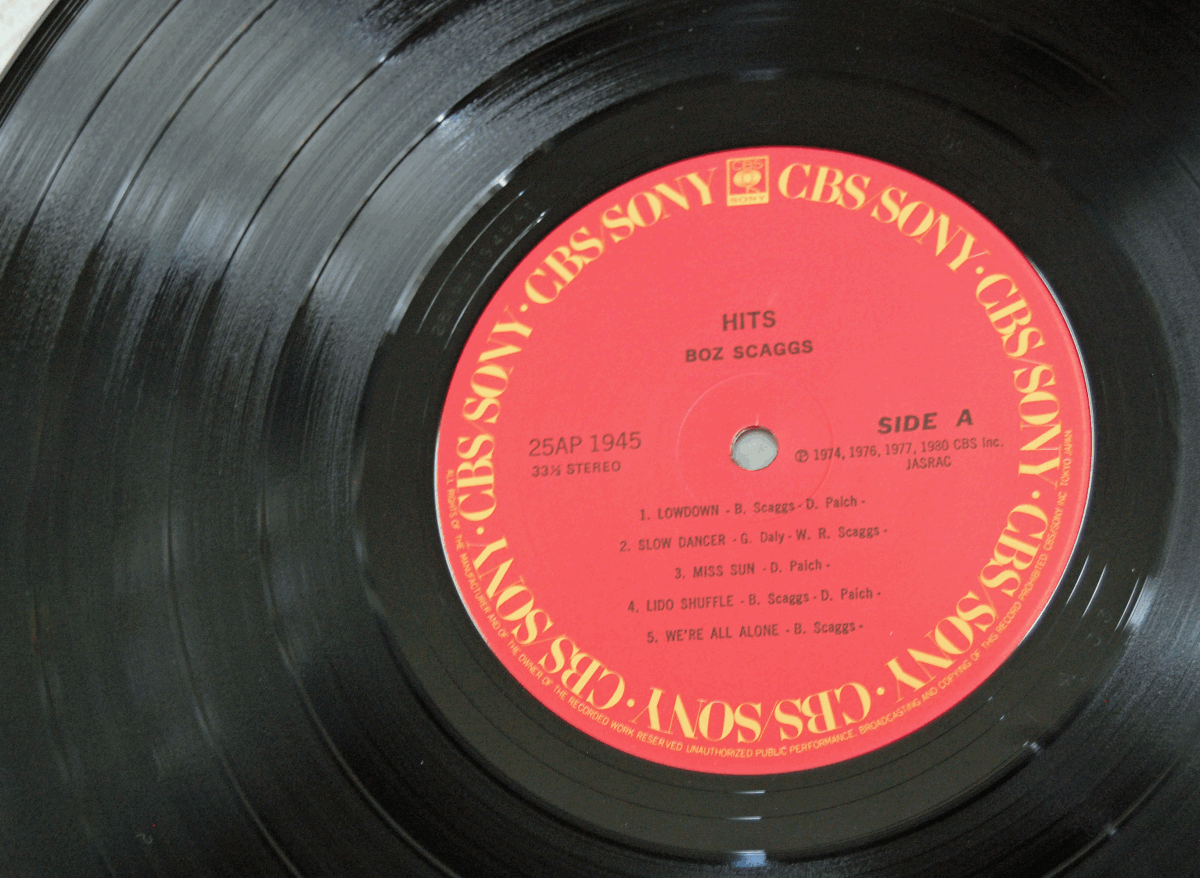 CBS
SONY
CBS/SONY · CBS/SONY · CBS/SONY · CBS/SONY · CBS/SONY · CBS/SONY · CBS/SONY · CBS/SONY
HITS
BOZ SCAGGS
SIDE A
25AP 1945
33⅓ STEREO
℗ 1974, 1976, 1977, 1980 CBS Inc.
JASRAC
1. LOWDOWN - B. Scaggs - D. Paich -
2. SLOW DANCER - G. Daly - W. R. Scaggs -
3. MISS SUN - D. Paich -
4. LIDO SHUFFLE - B. Scaggs - D. Paich -
5. WE'RE ALL ALONE - B. Scaggs -
ALL RIGHTS OF THE MANUFACTURER AND OF THE OWNER OF THE RECORDED WORK RESERVED UNAUTHORIZED PUBLIC PERFORMANCE, BROADCASTING AND COPYING OF THIS RECORD PROHIBITED CBS/SONY INC TOKYO JAPAN